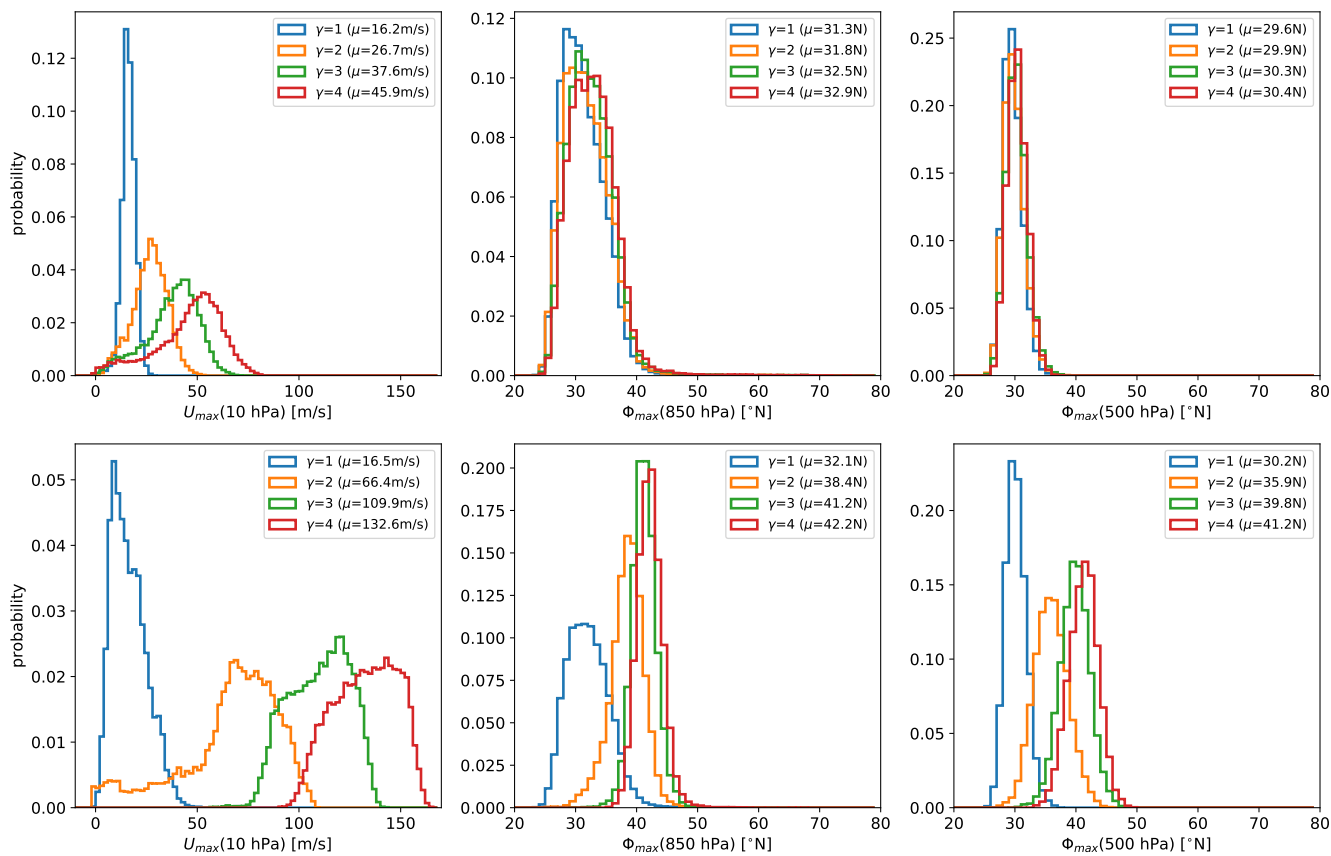 0.12
0.10
0.08
0.06
0.04
0.02
0.00
probability
0 50 100 150
U_max(10 hPa) [m/s]
γ=1 (μ=16.2m/s)
γ=2 (μ=26.7m/s)
γ=3 (μ=37.6m/s)
γ=4 (μ=45.9m/s)
0.12
0.10
0.08
0.06
0.04
0.02
0.00
20 30 40 50 60 70 80
Φ_max(850 hPa) [°N]
γ=1 (μ=31.3N)
γ=2 (μ=31.8N)
γ=3 (μ=32.5N)
γ=4 (μ=32.9N)
0.25
0.20
0.15
0.10
0.05
0.00
20 30 40 50 60 70 80
Φ_max(500 hPa) [°N]
γ=1 (μ=29.6N)
γ=2 (μ=29.9N)
γ=3 (μ=30.3N)
γ=4 (μ=30.4N)
0.05
0.04
0.03
0.02
0.01
0.00
probability
0 50 100 150
U_max(10 hPa) [m/s]
γ=1 (μ=16.5m/s)
γ=2 (μ=66.4m/s)
γ=3 (μ=109.9m/s)
γ=4 (μ=132.6m/s)
0.200
0.175
0.150
0.125
0.100
0.075
0.050
0.025
0.000
20 30 40 50 60 70 80
Φ_max(850 hPa) [°N]
γ=1 (μ=32.1N)
γ=2 (μ=38.4N)
γ=3 (μ=41.2N)
γ=4 (μ=42.2N)
0.20
0.15
0.10
0.05
0.00
20 30 40 50 60 70 80
Φ_max(500 hPa) [°N]
γ=1 (μ=30.2N)
γ=2 (μ=35.9N)
γ=3 (μ=39.8N)
γ=4 (μ=41.2N)